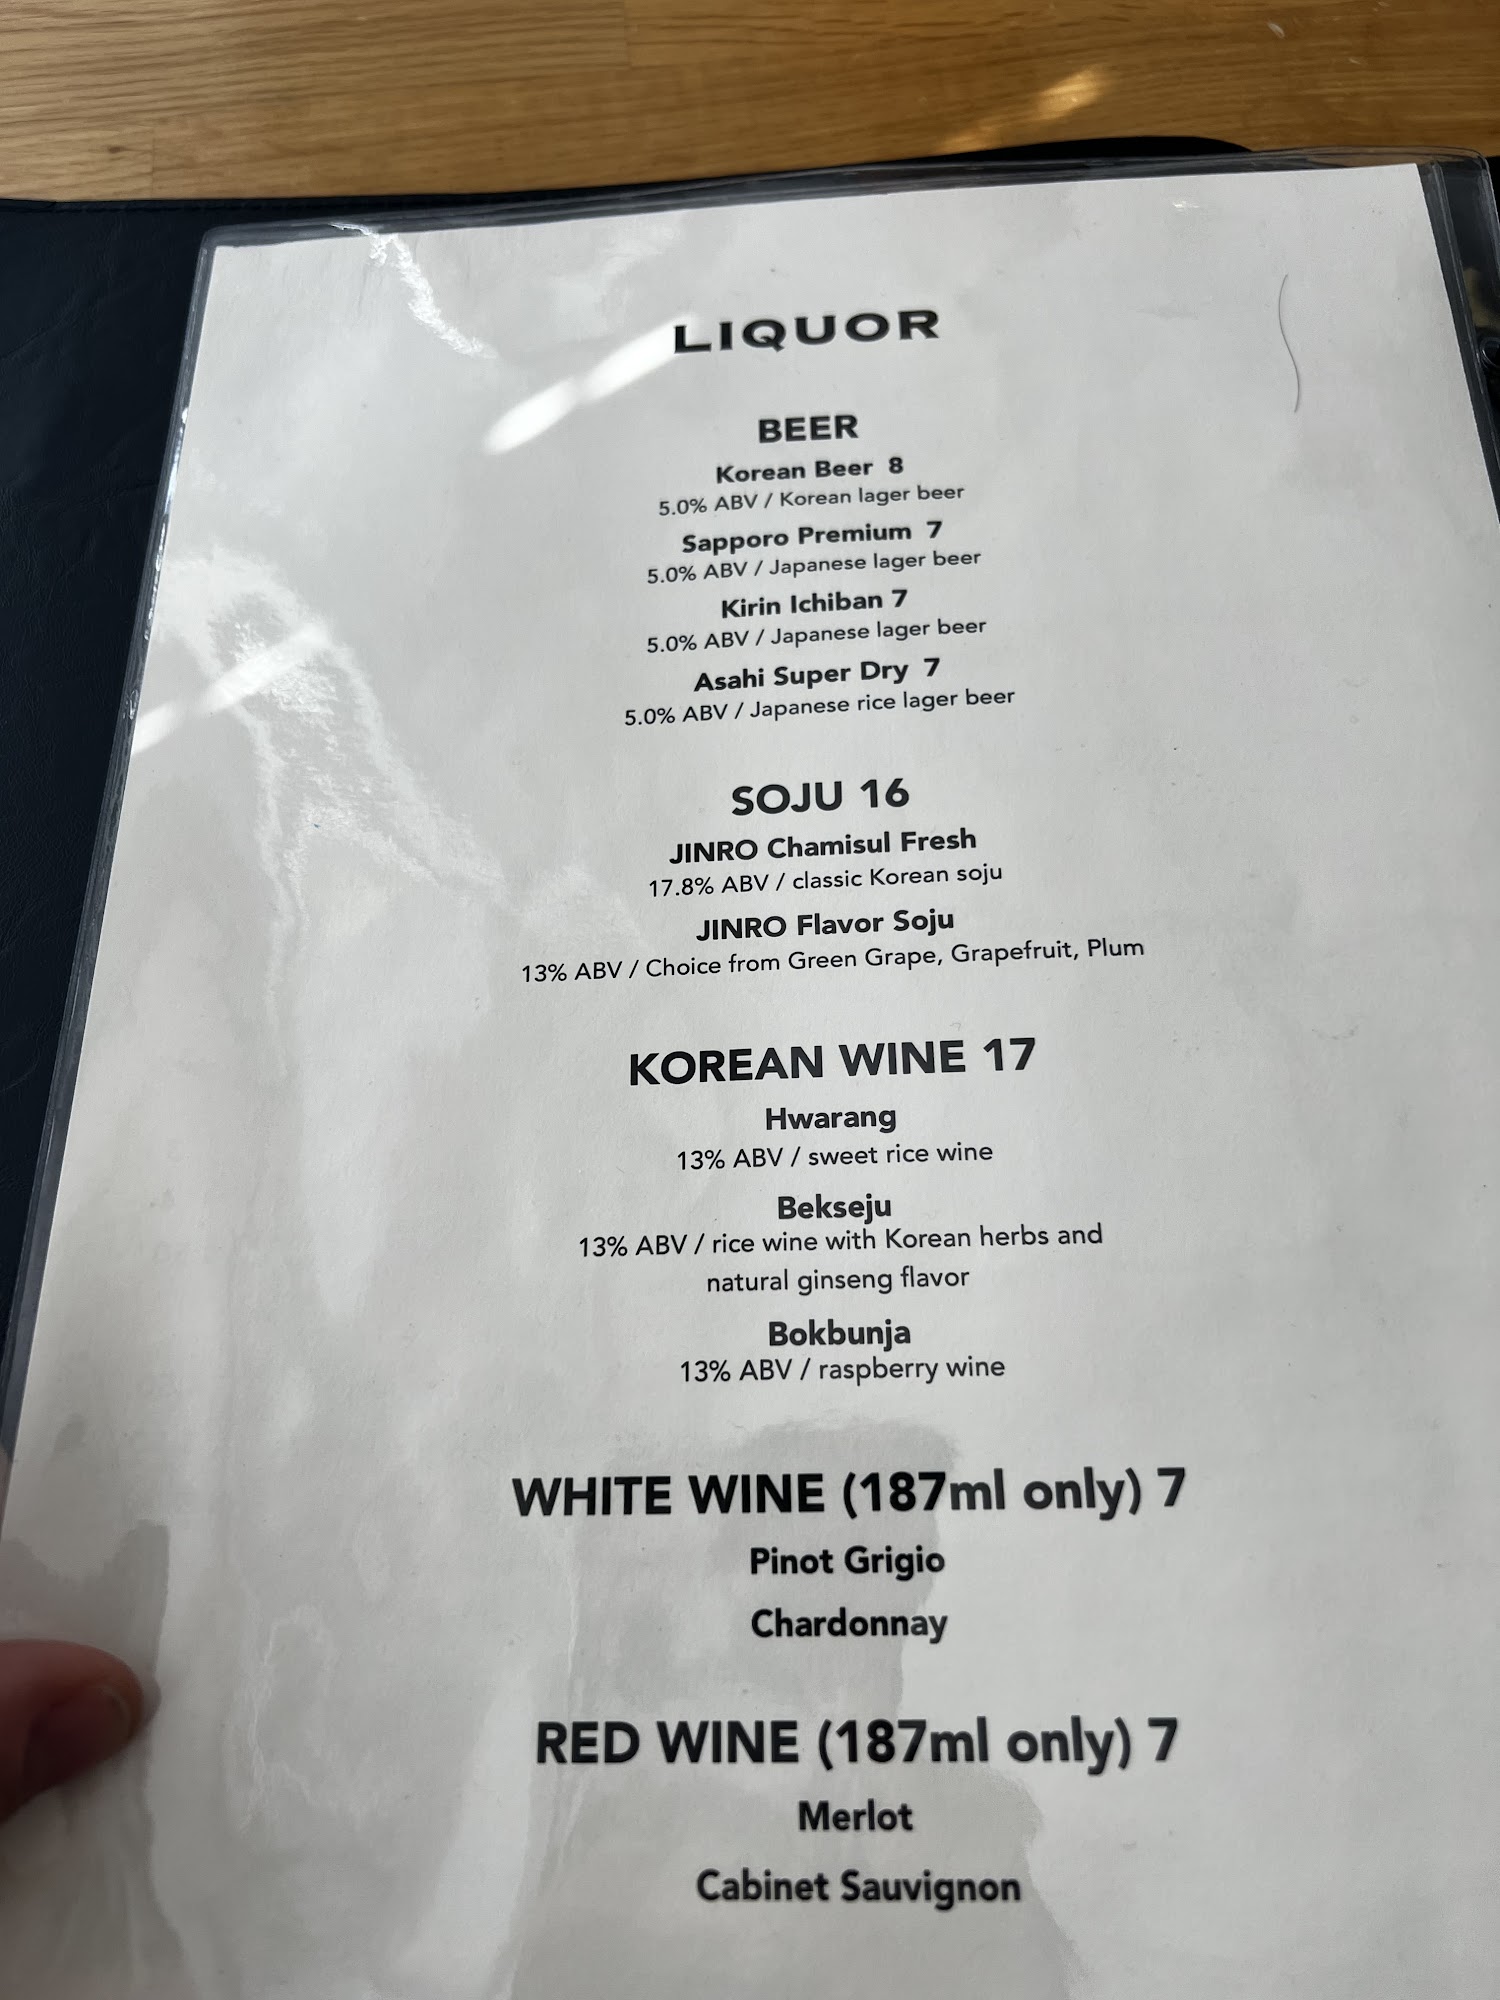 LIQUOR
BEER
Korean Beer 8
5.0% ABV / Korean lager beer
Sapporo Premium 7
5.0% ABV / Japanese lager beer
Kirin Ichiban 7
5.0% ABV / Japanese lager beer
Asahi Super Dry 7
5.0% ABV / Japanese rice lager beer
SOJU 16
JINRO Chamisul Fresh
17.8% ABV / classic Korean soju
JINRO Flavor Soju
13% ABV / Choice from Green Grape, Grapefruit, Plum
KOREAN WINE 17
Hwarang
13% ABV / sweet rice wine
Bekseju
13% ABV / rice wine with Korean herbs and
natural ginseng flavor
Bokbunja
13% ABV / raspberry wine
WHITE WINE (187ml only) 7
Pinot Grigio
Chardonnay
RED WINE (187ml only) 7
Merlot
Cabinet Sauvignon